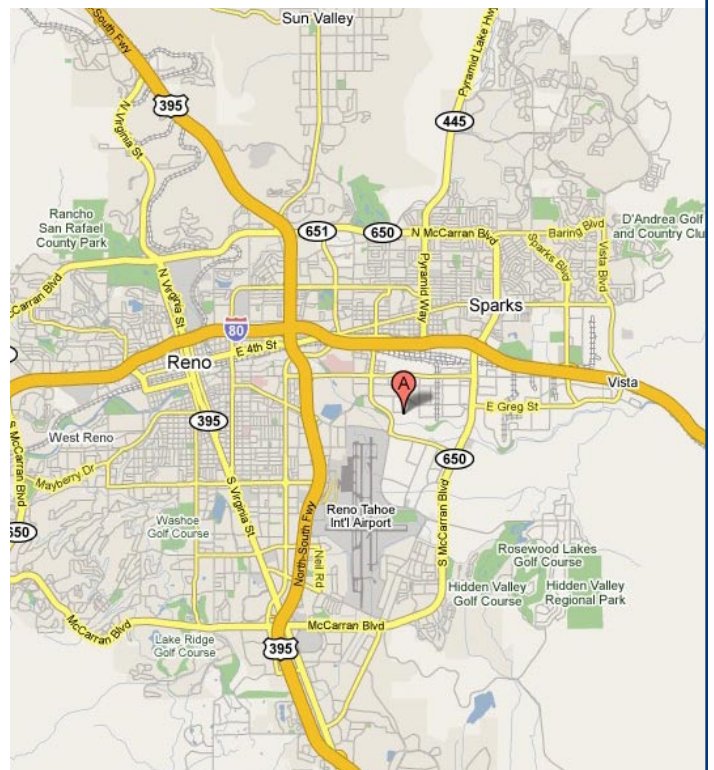 Sun Valley
South Fwy
Pyramid Lake Hwy
395
N Virginia St
445
Rancho
San Rafael
County Park
651
650
N McCarran Blvd
Baring Blvd
D'Andrea Golf
and Country Clu
McCarran Blvd
N Virginia St
Pyramid Way
Sparks Blvd
Vista Blvd
Sparks
80
E 4th St
Reno
A
Vista
395
E Greg St
West Reno
650
S McCarran Blvd
Mayberry Dr
S Virginia St
North-South Fwy
Reno Tahoe
Int'l Airport
S McCarran Blvd
650
Washoe
Golf Course
Neil Rd
Rosewood Lakes
Golf Course
Hidden Valley
Golf Course
Hidden Valley
Regional Park
McCarran Blvd
McCarran Blvd
Lake Ridge
Golf Course
395